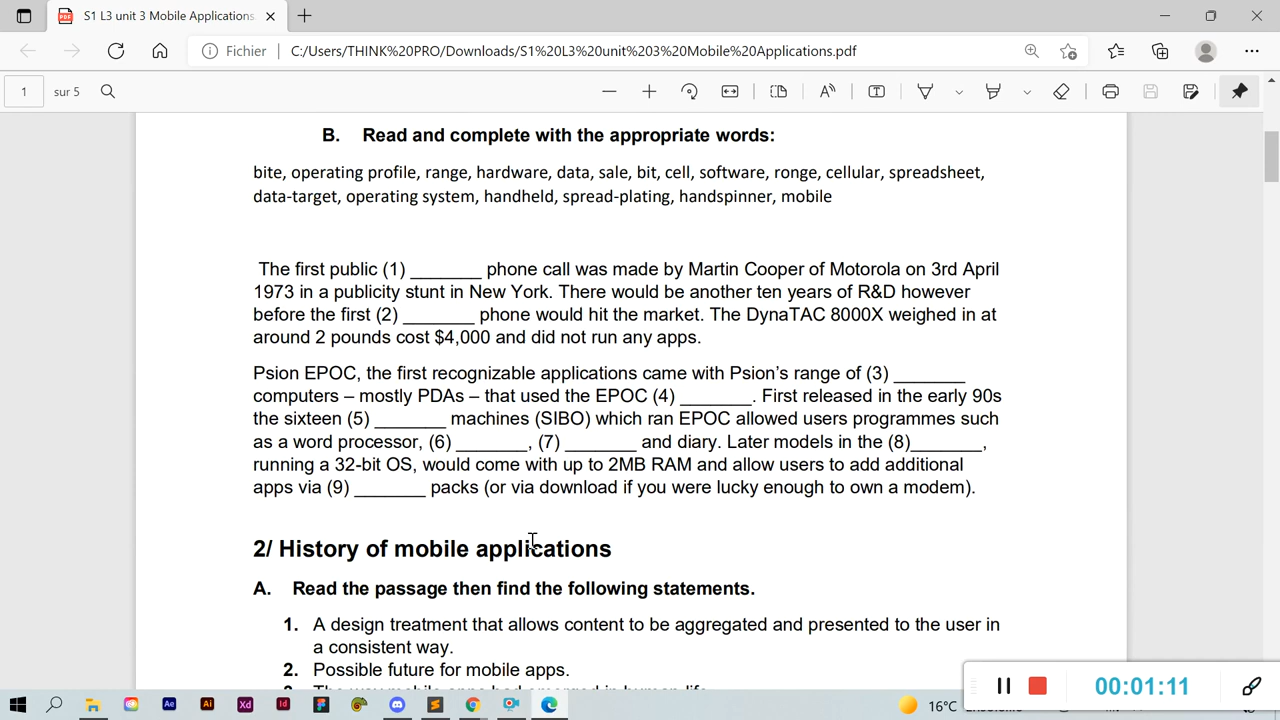 S1 L3 unit 3 Mobile Applications.
Fichier
C:/Users/THINK%20PRO/Downloads/S1%20L3%20unit%203%20Mobile%20Applications.pdf
1 sur 5
B. Read and complete with the appropriate words:
bite, operating profile, range, hardware, data, sale, bit, cell, software, ronge, cellular, spreadsheet,
data-target, operating system, handheld, spread-plating, handspinner, mobile
The first public (1) _______ phone call was made by Martin Cooper of Motorola on 3rd April
1973 in a publicity stunt in New York. There would be another ten years of R&D however
before the first (2) _______ phone would hit the market. The DynaTAC 8000X weighed in at
around 2 pounds cost $4,000 and did not run any apps.
Psion EPOC, the first recognizable applications came with Psion’s range of (3) _______
computers – mostly PDAs – that used the EPOC (4) _______. First released in the early 90s
the sixteen (5) _______ machines (SIBO) which ran EPOC allowed users programmes such
as a word processor, (6) _______, (7) _______ and diary. Later models in the (8)_______,
running a 32-bit OS, would come with up to 2MB RAM and allow users to add additional
apps via (9) _______ packs (or via download if you were lucky enough to own a modem).
2/ History of mobile applications
A. Read the passage then find the following statements.
1. A design treatment that allows content to be aggregated and presented to the user in
a consistent way.
2. Possible future for mobile apps.
00:01:11
16°C